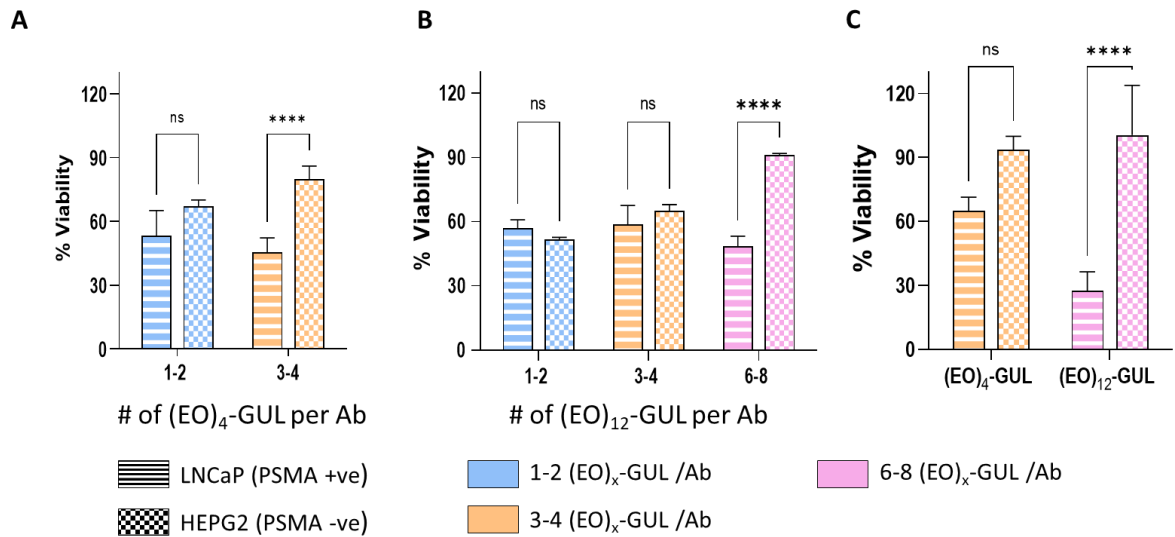 A
% Viability
120
90
60
30
0
ns
****
1-2
3-4
# of (EO)4-GUL per Ab
B
% Viability
120
90
60
30
0
ns
ns
****
1-2
3-4
6-8
# of (EO)12-GUL per Ab
C
% Viability
120
90
60
30
0
ns
****
(EO)4-GUL
(EO)12-GUL
LNCaP (PSMA +ve)
HEPG2 (PSMA -ve)
1-2 (EO)x-GUL /Ab
3-4 (EO)x-GUL /Ab
6-8 (EO)x-GUL /Ab